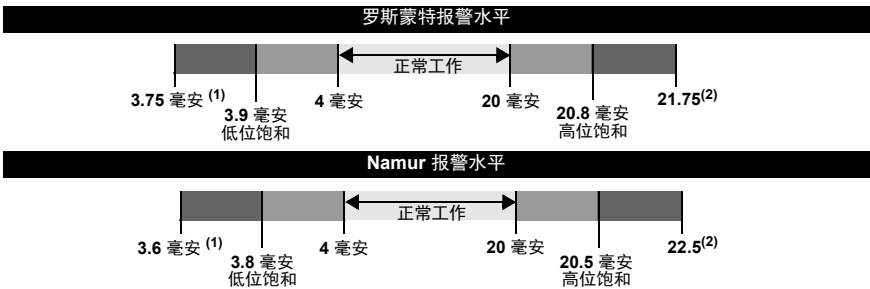 罗斯蒙特报警水平
正常工作
3.75 毫安 (1)
3.9 毫安
低位饱和
4 毫安
20 毫安
20.8 毫安
高位饱和
21.75(2)
Namur 报警水平
正常工作
3.6 毫安 (1)
3.8 毫安
低位饱和
4 毫安
20 毫安
20.5 毫安
高位饱和
22.5(2)